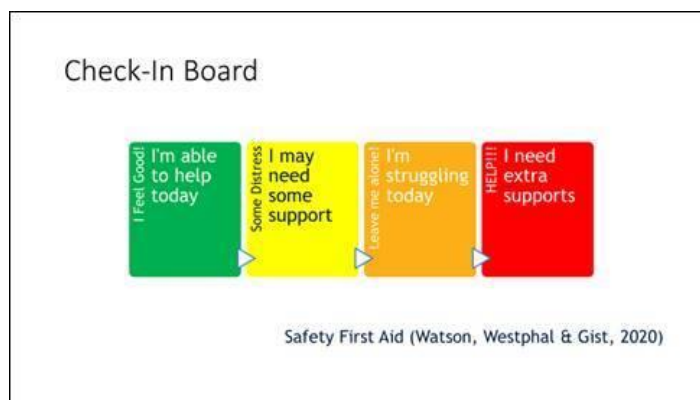 Check-In Board
I Feel Good!
I'm able
to help
today
Some Distress
I may
need
some
support
Leave me alone!
I'm
struggling
today
HELP!!!
I need
extra
supports
Safety First Aid (Watson, Westphal & Gist, 2020)